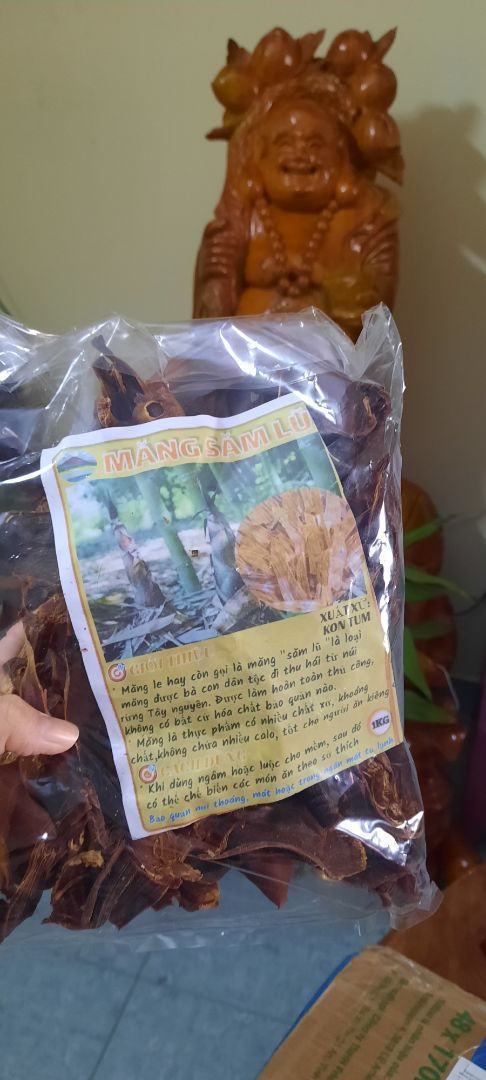 MĂNG SĂM LŨ
XUẤT XỨ:
KON TUM
GIỚI THIỆU
* Măng le hay còn gọi là măng "săm lũ "là loại
măng được bà con dân tộc đi thu hái từ núi
rừng Tây nguyên. Được làm hoàn toàn thủ công,
không có bất cứ hóa chất bảo quản nào.
* Măng là thực phẩm có nhiều chất xơ, khoáng
chất,không chứa nhiều calo, tốt cho người ăn kiêng
1KG
CÁCH DÙNG
* Khi dùng ngâm hoặc luộc cho mềm, sau đó
có thể chế biến các món ăn theo sở thích
Bảo quản nơi thoáng, mát hoặc trong ngăn mát tủ lạnh
48X 170